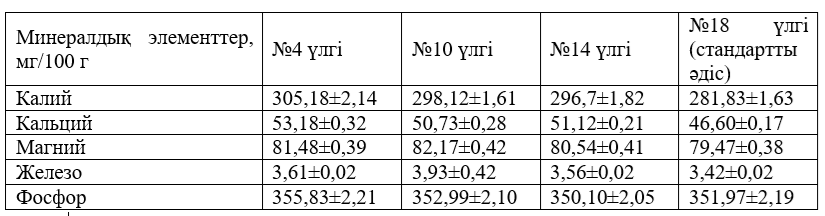 Минералдық элементтер, мг/100 г №4 үлгі №10 үлгі №14 үлгі №18 үлгі (стандартты әдіс)
Калий 305,18±2,14 298,12±1,61 296,7±1,82 281,83±1,63
Кальций 53,18±0,32 50,73±0,28 51,12±0,21 46,60±0,17
Магний 81,48±0,39 82,17±0,42 80,54±0,41 79,47±0,38
Железо 3,61±0,02 3,93±0,42 3,56±0,02 3,42±0,02
Фосфор 355,83±2,21 352,99±2,10 350,10±2,05 351,97±2,19